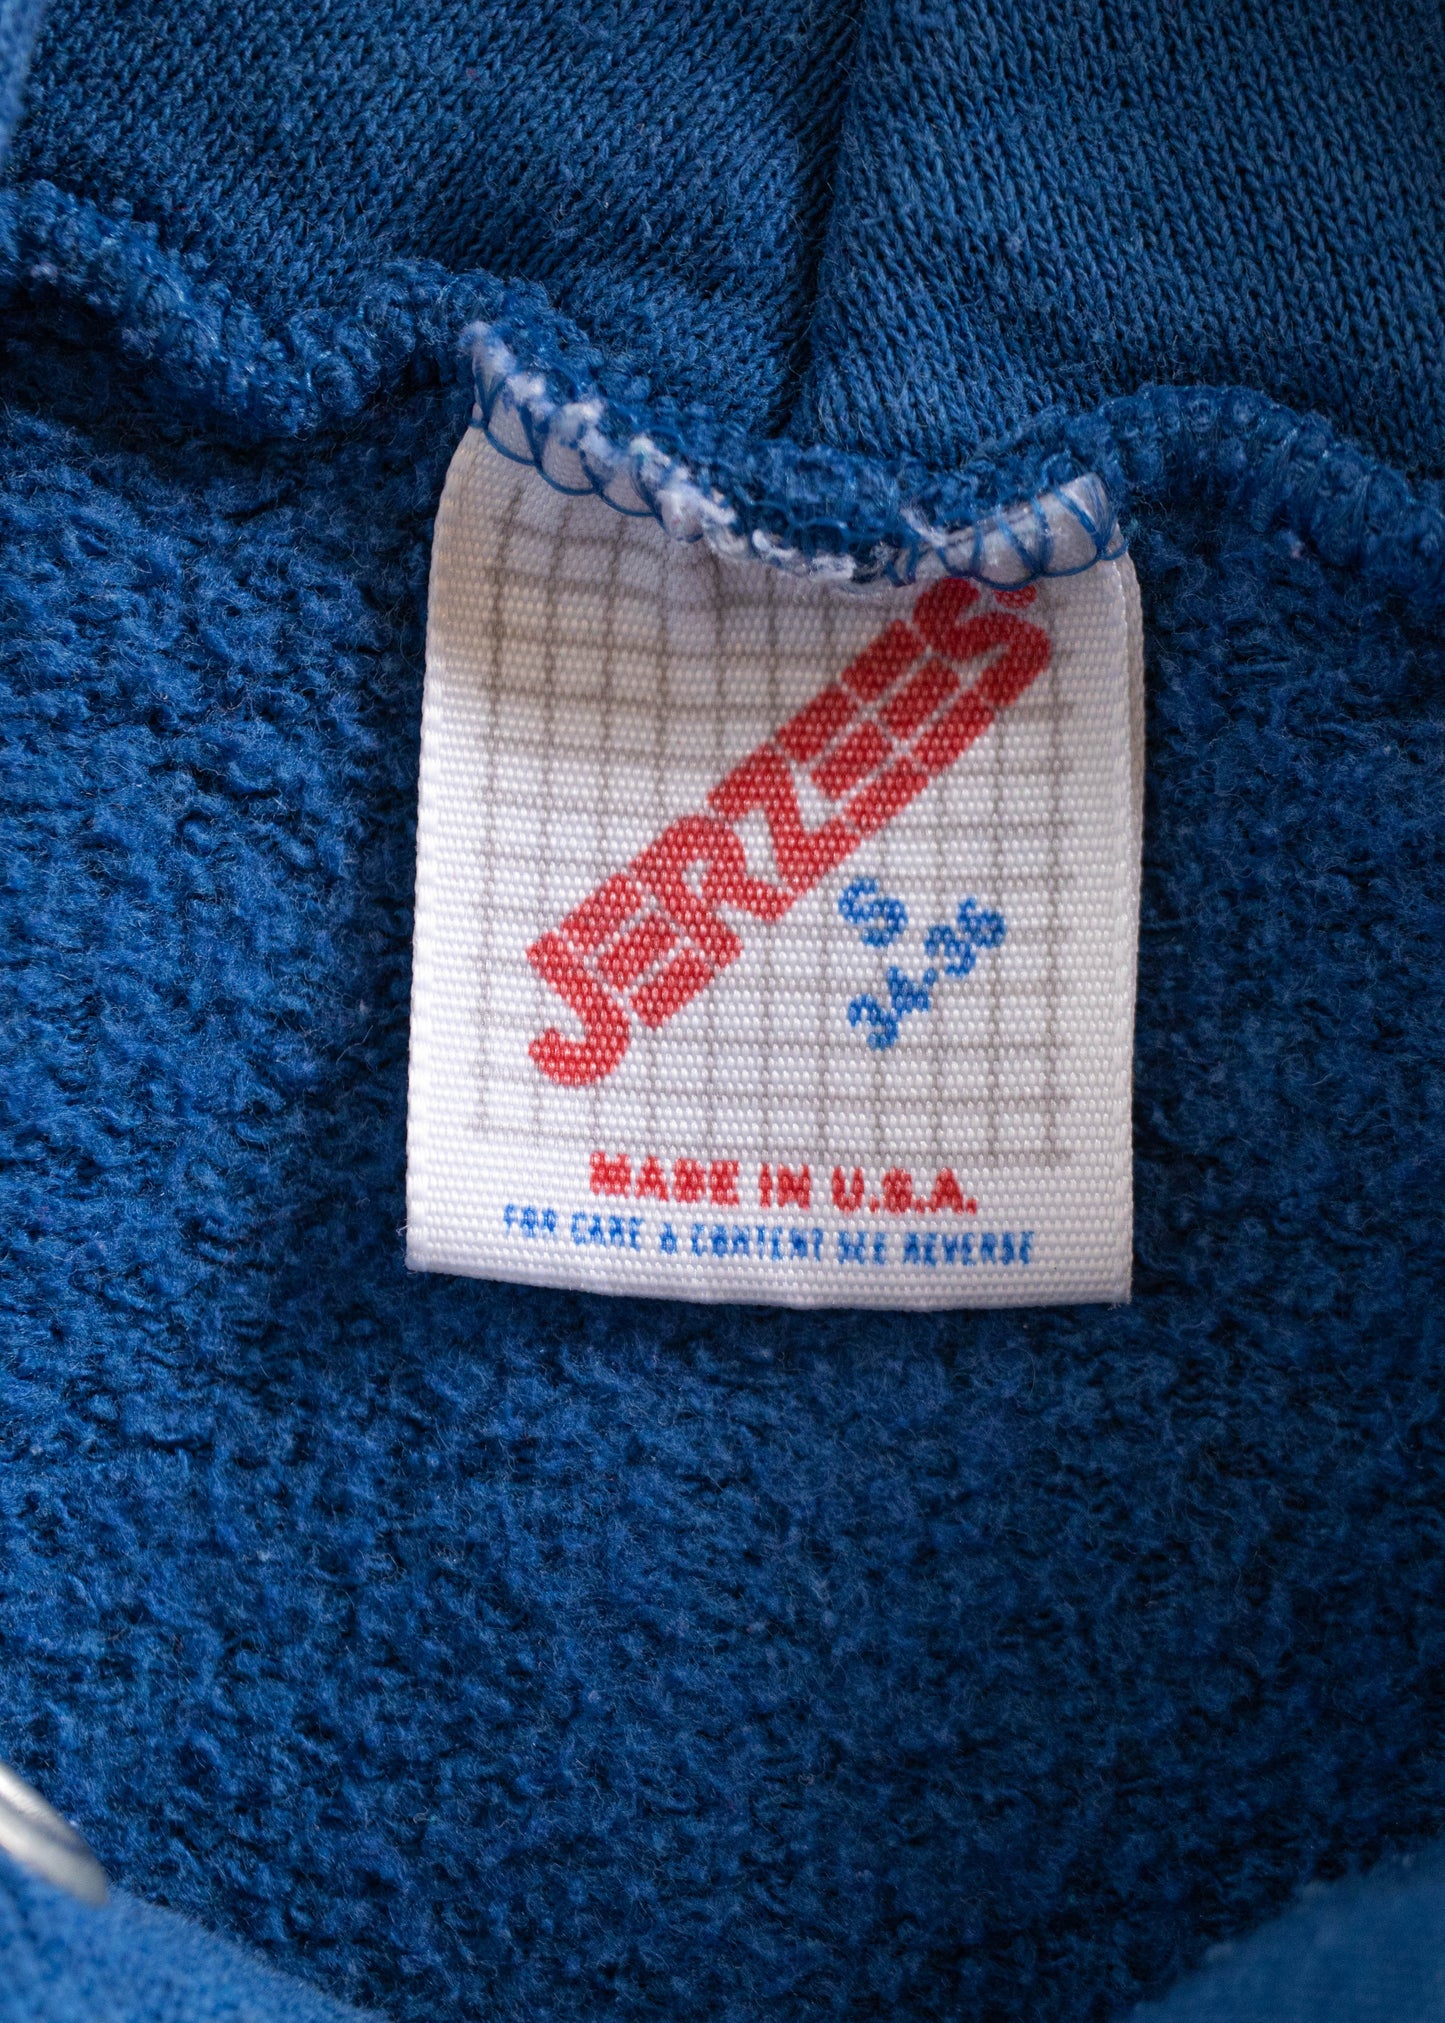 JERZEES.
S
34-36
MADE IN U.S.A.
FOR CARE & CONTENT SEE REVERSE